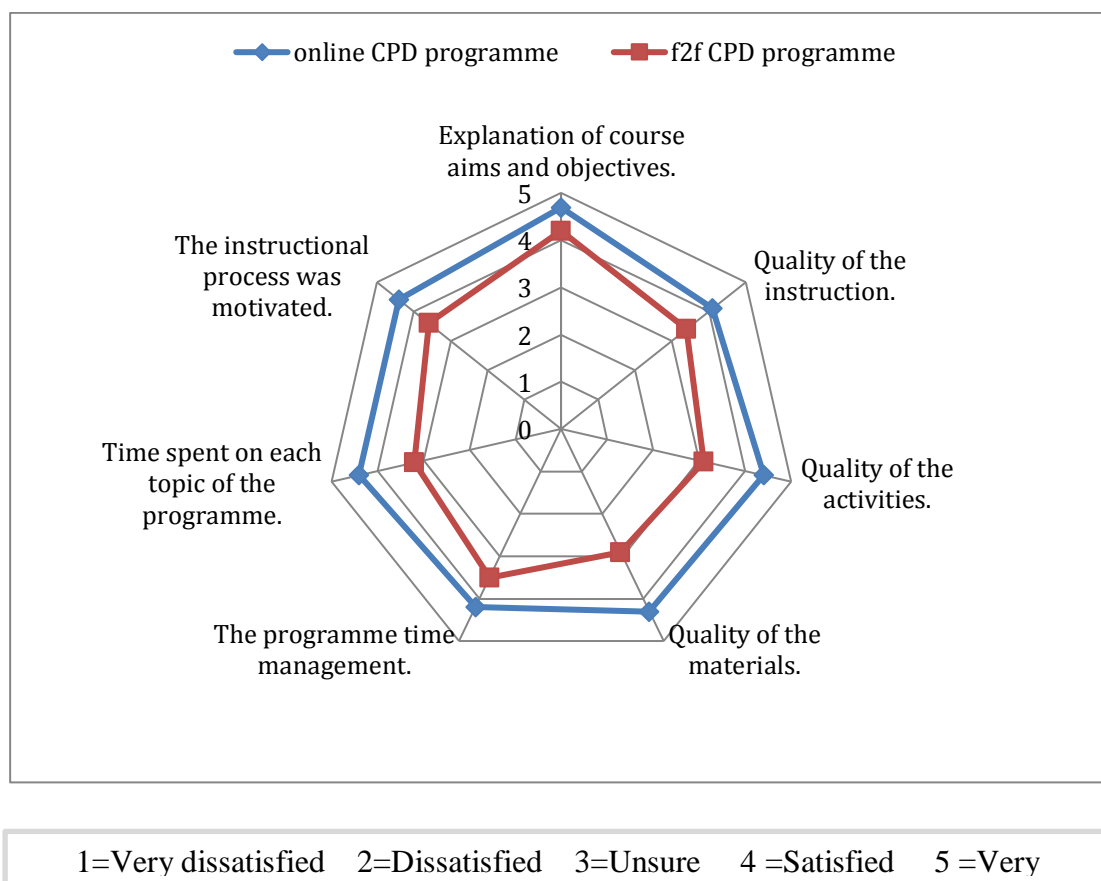 online CPD programme f2f CPD programme
Explanation of course
aims and objectives.
5
4
3
2
1
0
Quality of the
instruction.
Quality of the
activities.
Quality of the
materials.
The programme time
management.
Time spent on each
topic of the
programme.
The instructional
process was
motivated.
1=Very dissatisfied 2=Dissatisfied 3=Unsure 4 =Satisfied 5 =Very